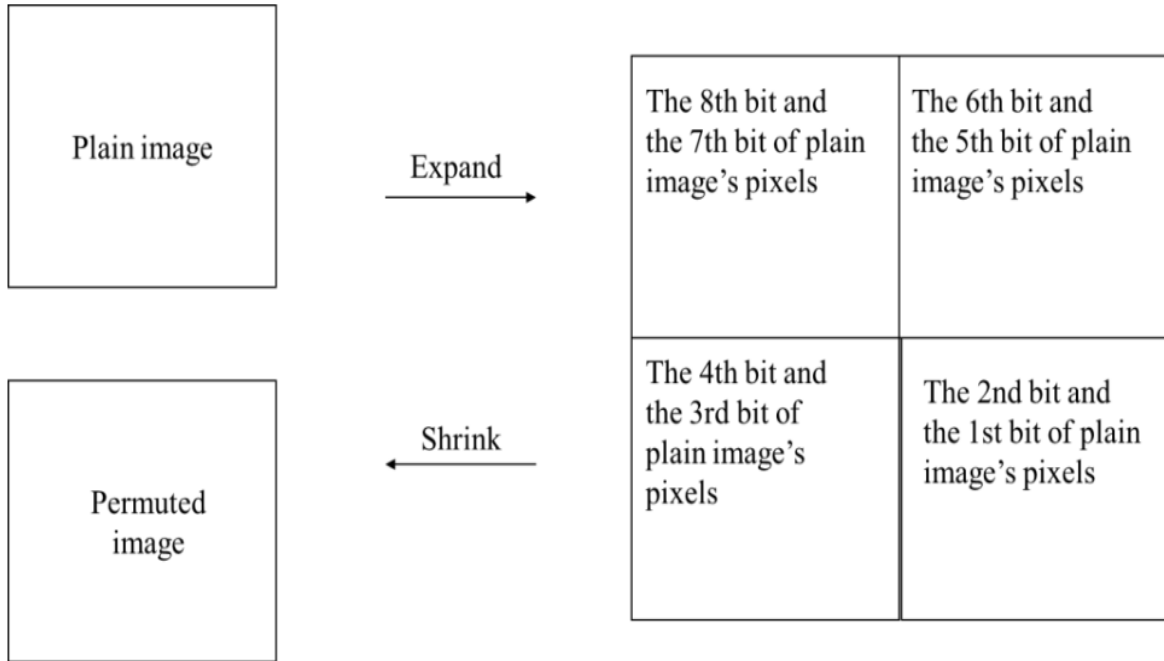 Plain image
Expand
The 8th bit and
the 7th bit of plain
image’s pixels
The 6th bit and
the 5th bit of plain
image’s pixels
Permuted
image
Shrink
The 4th bit and
the 3rd bit of
plain image’s
pixels
The 2nd bit and
the 1st bit of plain
image’s pixels